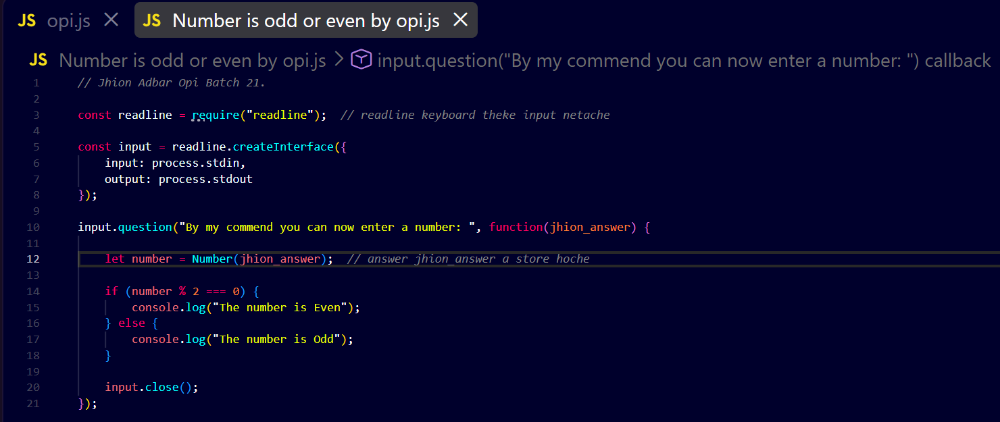 JS opi.js × JS Number is odd or even by opi.js ×
JS Number is odd or even by opi.js > input.question("By my commend you can now enter a number: ") callback
1 // Jhion Adbar Opi Batch 21.
2
3 const readline = require("readline"); // readline keyboard theke input netache
4
5 const input = readline.createInterface({
6 input: process.stdin,
7 output: process.stdout
8 });
9
10 input.question("By my commend you can now enter a number: ", function(jhion_answer) {
11
12 let number = Number(jhion_answer); // answer jhion_answer a store hoche
13
14 if (number % 2 === 0) {
15 console.log("The number is Even");
16 } else {
17 console.log("The number is Odd");
18 }
19
20 input.close();
21 });